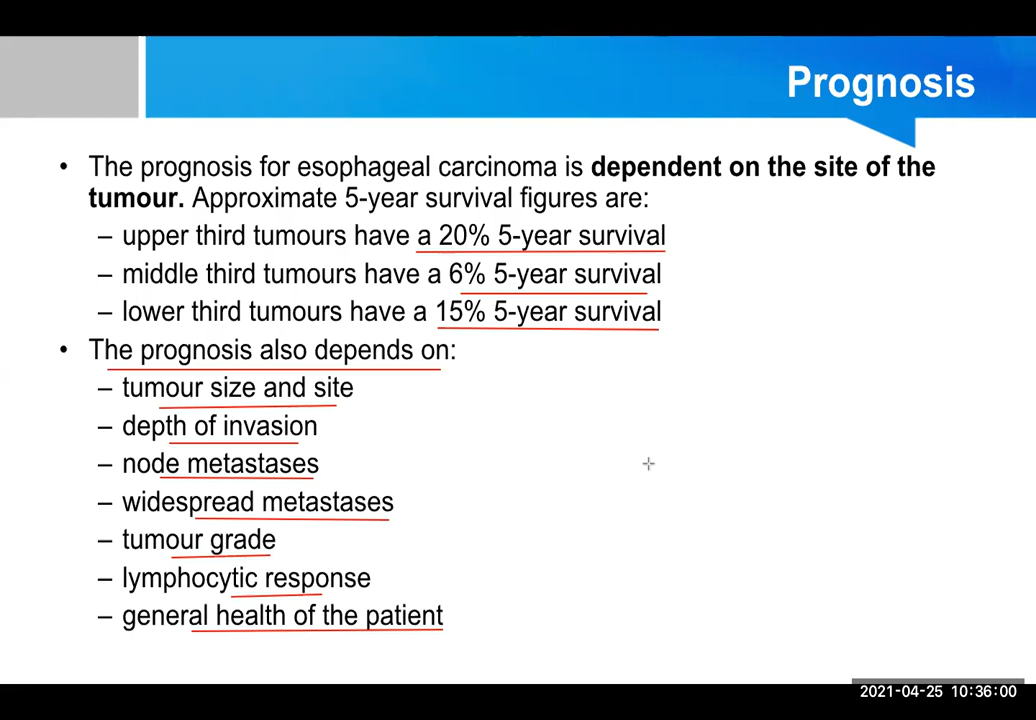 Prognosis
• The prognosis for esophageal carcinoma is dependent on the site of the
tumour. Approximate 5-year survival figures are:
– upper third tumours have a 20% 5-year survival
– middle third tumours have a 6% 5-year survival
– lower third tumours have a 15% 5-year survival
• The prognosis also depends on:
– tumour size and site
– depth of invasion
– node metastases
– widespread metastases
– tumour grade
– lymphocytic response
– general health of the patient
2021-04-25 10:36:00